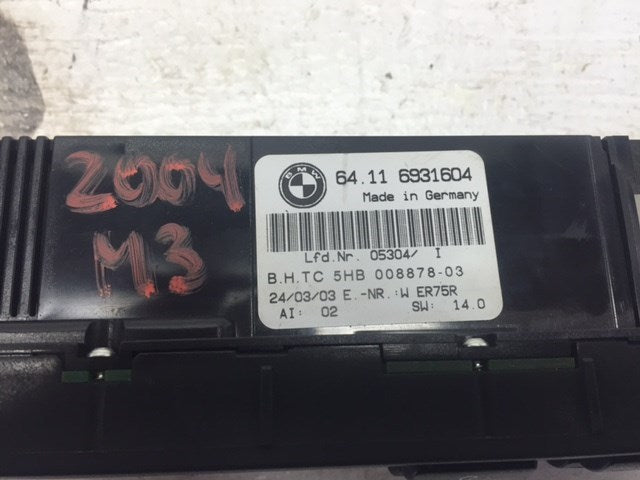 2004
M3
BMW
64.11 6931604
Made in Germany
Lfd.Nr. 05304/ I
B.H.TC 5HB 008878-03
24/03/03 E.-NR.:W ER75R
AI: 02 SW: 14.0